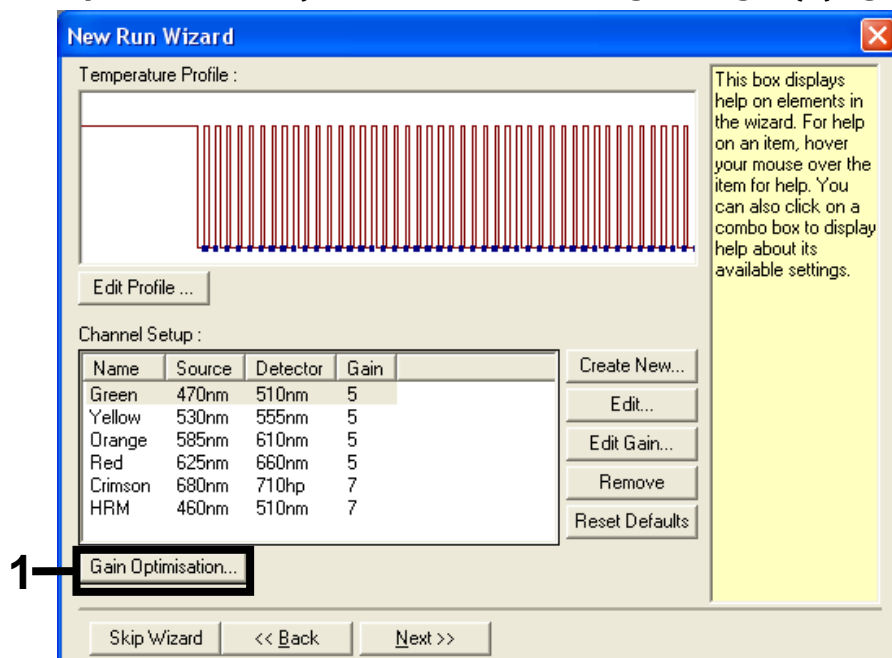 New Run Wizard
Temperature Profile :
This box displays
help on elements in
the wizard. For help
on an item, hover
your mouse over the
item for help. You
can also click on a
combo box to display
help about its
available settings.
Edit Profile ...
Channel Setup :
Name Source Detector Gain
Green 470nm 510nm 5
Yellow 530nm 555nm 5
Orange 585nm 610nm 5
Red 625nm 660nm 5
Crimson 680nm 710hp 7
HRM 460nm 510nm 7
Create New...
Edit...
Edit Gain...
Remove
Reset Defaults
1
Gain Optimisation...
Skip Wizard
<< Back
Next >>